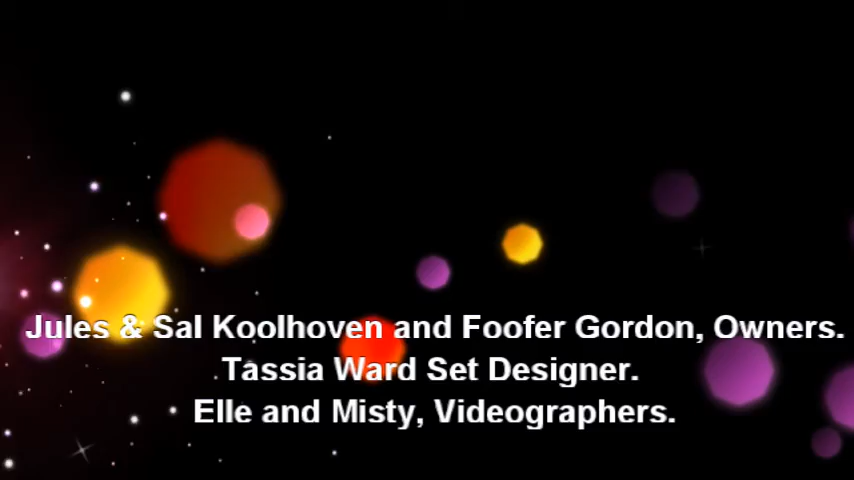 Jules & Sal Koolhoven and Foofer Gordon, Owners.
Tassia Ward Set Designer.
Elle and Misty, Videographers.